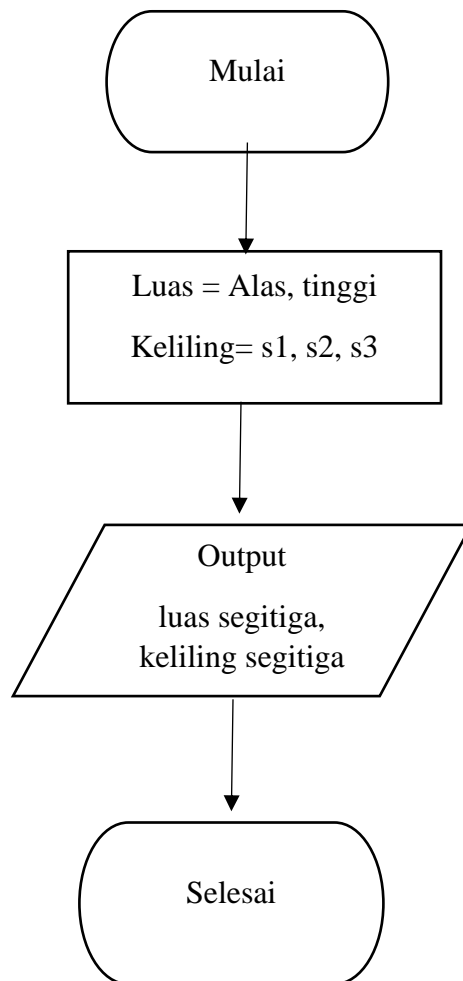 Mulai
Luas = Alas, tinggi
Keliling= s1, s2, s3
Output
luas segitiga,
keliling segitiga
Selesai